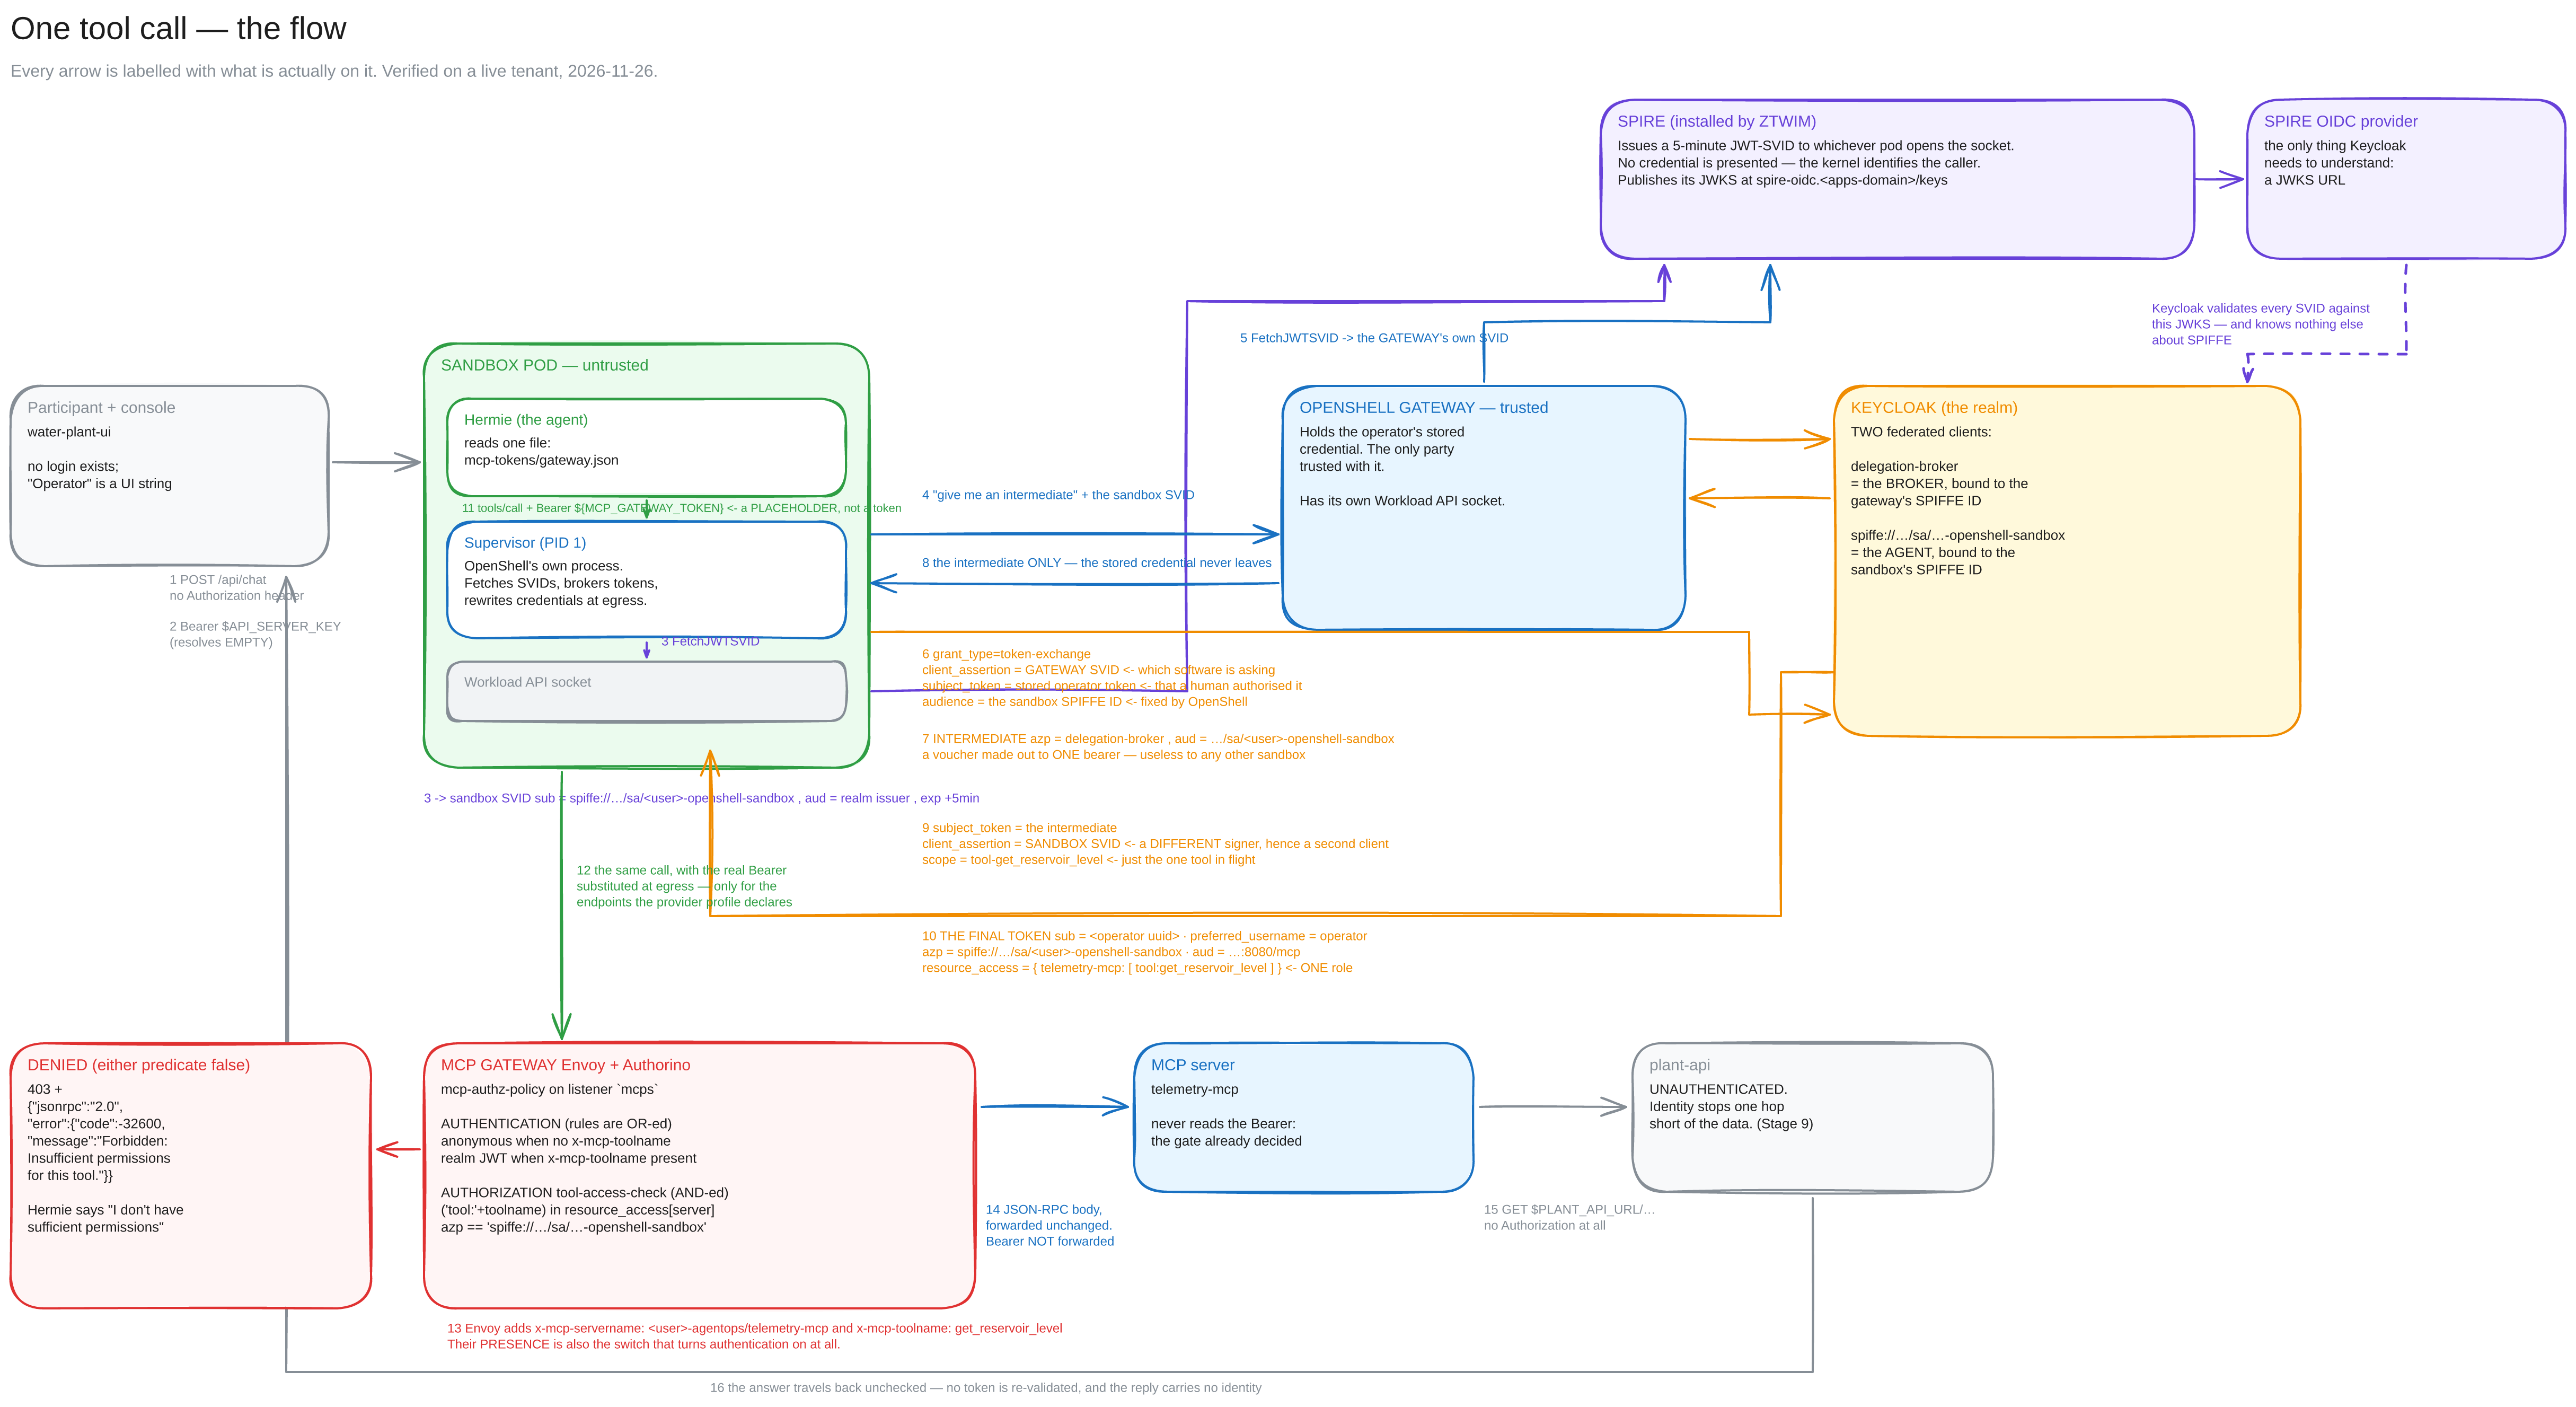 One tool call — the flow
Every arrow is labelled with what is actually on it. Verified on a live tenant, 2026-11-26.
SPIRE (installed by ZTWIM)
Issues a 5-minute JWT-SVID to whichever pod opens the socket.
No credential is presented — the kernel identifies the caller.
Publishes its JWKS at spire-oidc.<apps-domain>/keys
SPIRE OIDC provider
the only thing Keycloak
needs to understand:
a JWKS URL
Keycloak validates every SVID against
this JWKS — and knows nothing else
about SPIFFE
5 FetchJWTSVID -> the GATEWAY's own SVID
Participant + console
water-plant-ui
no login exists;
"Operator" is a UI string
1 POST /api/chat
no Authorization header
2 Bearer $API_SERVER_KEY
(resolves EMPTY)
SANDBOX POD — untrusted
Hermie (the agent)
reads one file:
mcp-tokens/gateway.json
11 tools/call + Bearer ${MCP_GATEWAY_TOKEN} <- a PLACEHOLDER, not a token
Supervisor (PID 1)
OpenShell's own process.
Fetches SVIDs, brokers tokens,
rewrites credentials at egress.
3 FetchJWTSVID
Workload API socket
3 -> sandbox SVID sub = spiffe://…/sa/<user>-openshell-sandbox , aud = realm issuer , exp +5min
4 "give me an intermediate" + the sandbox SVID
8 the intermediate ONLY — the stored credential never leaves
OPENSHELL GATEWAY — trusted
Holds the operator's stored
credential. The only party
trusted with it.
Has its own Workload API socket.
KEYCLOAK (the realm)
TWO federated clients:
delegation-broker
= the BROKER, bound to the
gateway's SPIFFE ID
spiffe://…/sa/…-openshell-sandbox
= the AGENT, bound to the
sandbox's SPIFFE ID
6 grant_type=token-exchange
client_assertion = GATEWAY SVID <- which software is asking
subject_token = stored operator token <- that a human authorised it
audience = the sandbox SPIFFE ID <- fixed by OpenShell
7 INTERMEDIATE azp = delegation-broker , aud = …/sa/<user>-openshell-sandbox
a voucher made out to ONE bearer — useless to any other sandbox
9 subject_token = the intermediate
client_assertion = SANDBOX SVID <- a DIFFERENT signer, hence a second client
scope = tool-get_reservoir_level <- just the one tool in flight
12 the same call, with the real Bearer
substituted at egress — only for the
endpoints the provider profile declares
10 THE FINAL TOKEN sub = <operator uuid> · preferred_username = operator
azp = spiffe://…/sa/<user>-openshell-sandbox · aud = …:8080/mcp
resource_access = { telemetry-mcp: [ tool:get_reservoir_level ] } <- ONE role
DENIED (either predicate false)
403 +
{"jsonrpc":"2.0",
"error":{"code":-32600,
"message":"Forbidden:
Insufficient permissions
for this tool."}}
Hermie says "I don't have
sufficient permissions"
MCP GATEWAY Envoy + Authorino
mcp-authz-policy on listener `mcps`
AUTHENTICATION (rules are OR-ed)
anonymous when no x-mcp-toolname
realm JWT when x-mcp-toolname present
AUTHORIZATION tool-access-check (AND-ed)
('tool:'+toolname) in resource_access[server]
azp == 'spiffe://…/sa/…-openshell-sandbox'
MCP server
telemetry-mcp
never reads the Bearer:
the gate already decided
14 JSON-RPC body,
forwarded unchanged.
Bearer NOT forwarded
plant-api
UNAUTHENTICATED.
Identity stops one hop
short of the data. (Stage 9)
15 GET $PLANT_API_URL/…
no Authorization at all
13 Envoy adds x-mcp-servername: <user>-agentops/telemetry-mcp and x-mcp-toolname: get_reservoir_level
Their PRESENCE is also the switch that turns authentication on at all.
16 the answer travels back unchecked — no token is re-validated, and the reply carries no identity